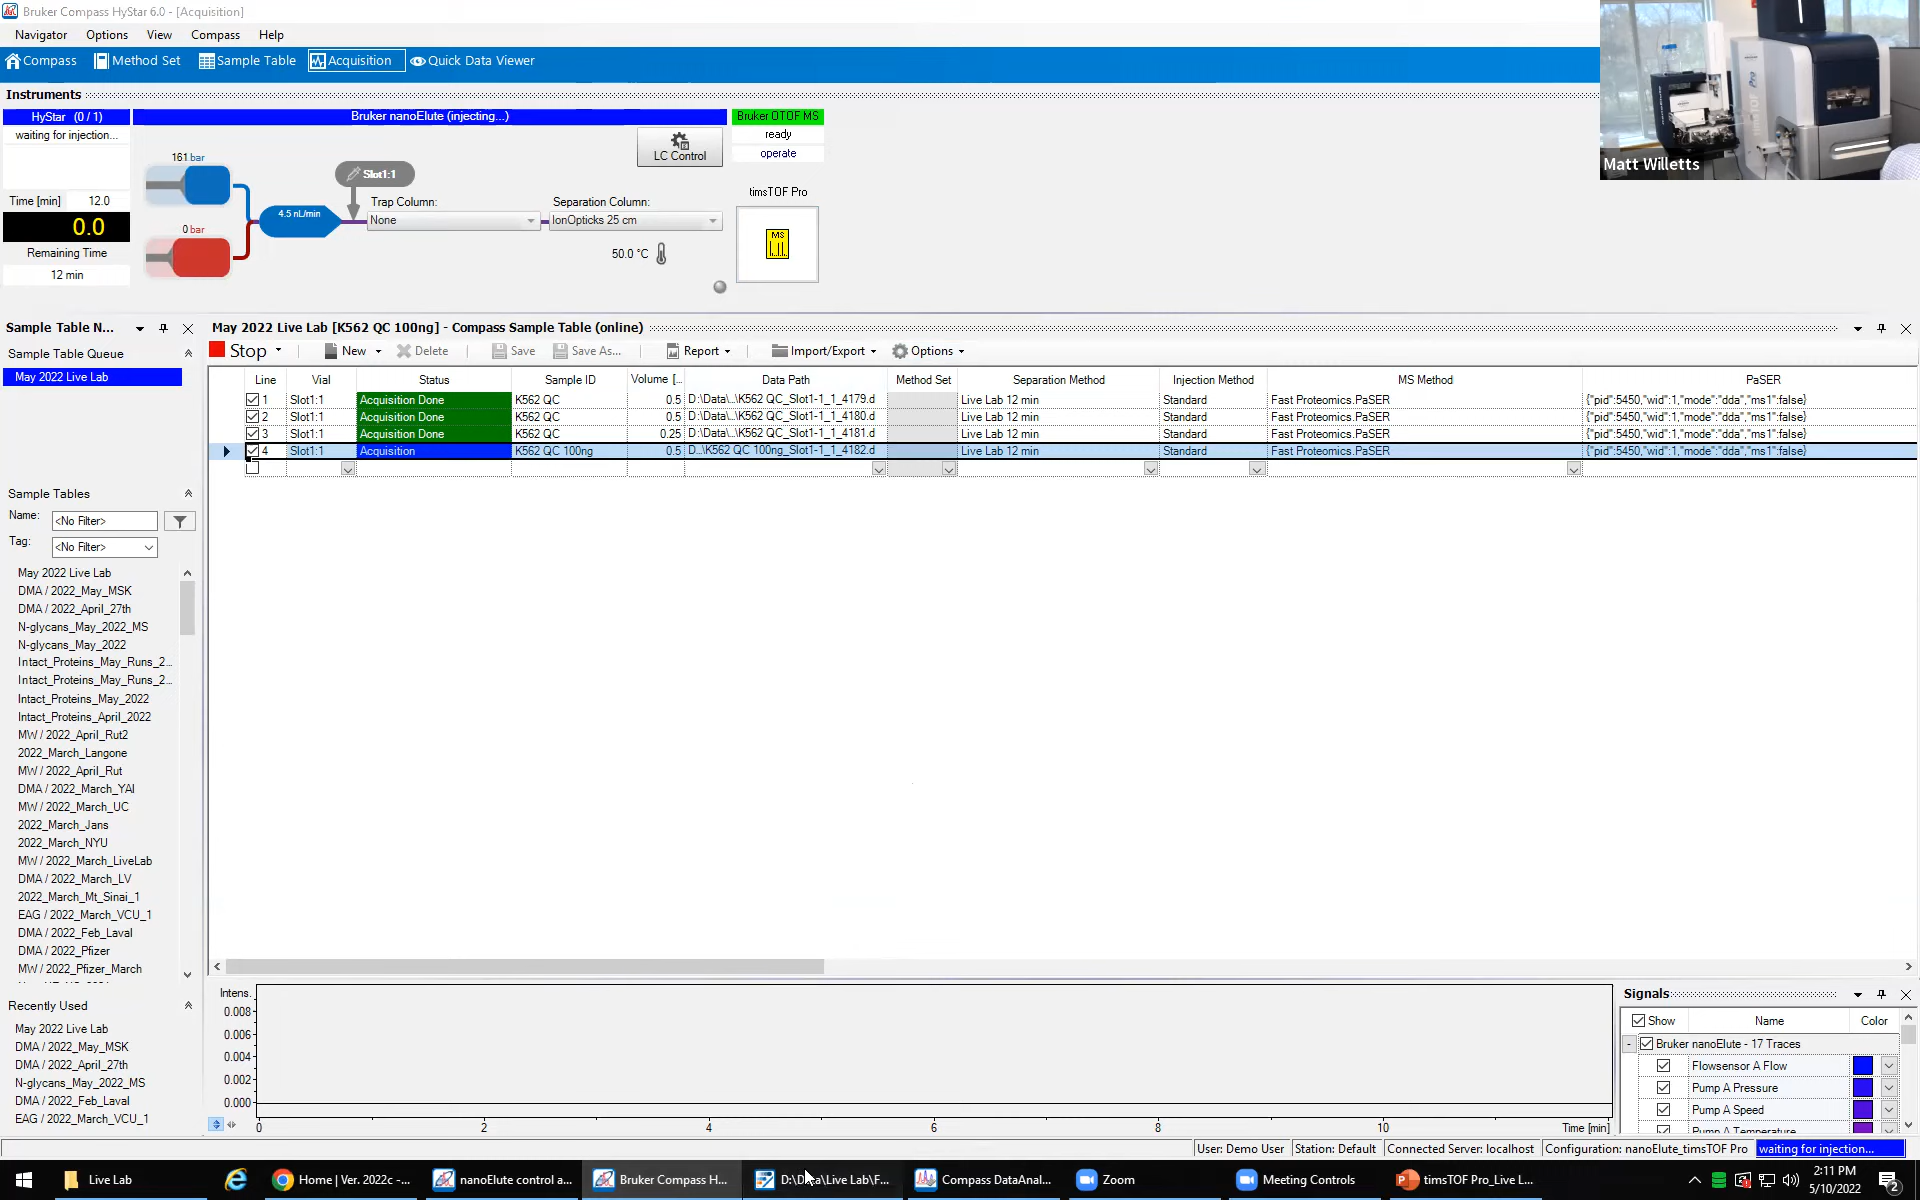 Bruker Compass HyStar 6.0 - [Acquisition]
Navigator Options View Compass Help
Compass Method Set Sample Table Acquisition Quick Data Viewer
Instruments
HyStar (0 / 1)
waiting for injection...
Time [min] 12.0
0.0
Remaining Time
12 min
Bruker nanoElute (injecting...)
161 bar
0 bar
4.5 nL/min
Slot1:1
Trap Column:
None
Separation Column:
IonOpticks 25 cm
50.0 °C
LC Control
Bruker OTOF MS
ready
operate
timsTOF Pro
MS
Matt Willetts
Sample Table N...
Sample Table Queue
May 2022 Live Lab
Sample Tables
Name: <No Filter>
Tag: <No Filter>
May 2022 Live Lab
DMA / 2022_May_MSK
DMA / 2022_April_27th
N-glycans_May_2022_MS
N-glycans_May_2022
Intact_Proteins_May_Runs_2...
Intact_Proteins_May_Runs_2...
Intact_Proteins_May_2022
Intact_Proteins_April_2022
MW / 2022_April_Rut2
2022_March_Langone
MW / 2022_April_Rut
DMA / 2022_March_YAI
MW / 2022_March_UC
2022_March_Jans
2022_March_NYU
MW / 2022_March_LiveLab
DMA / 2022_March_LV
2022_March_Mt_Sinai_1
EAG / 2022_March_VCU_1
DMA / 2022_Feb_Laval
DMA / 2022_Pfizer
MW / 2022_Pfizer_March
Recently Used
May 2022 Live Lab
DMA / 2022_May_MSK
DMA / 2022_April_27th
N-glycans_May_2022_MS
DMA / 2022_Feb_Laval
EAG / 2022_March_VCU_1
May 2022 Live Lab [K562 QC 100ng] - Compass Sample Table (online)
Stop New Delete Save Save As... Report Import/Export Options
Line Vial Status Sample ID Volume [... Data Path Method Set Separation Method Injection Method MS Method PaSER
1 Slot1:1 Acquisition Done K562 QC 0.5 D:\Data\...\K562 QC_Slot1-1_1_4179.d Live Lab 12 min Standard Fast Proteomics.PaSER {"pid":5450,"wid":1,"mode":"dda","ms1":false}
2 Slot1:1 Acquisition Done K562 QC 0.5 D:\Data\...\K562 QC_Slot1-1_1_4180.d Live Lab 12 min Standard Fast Proteomics.PaSER {"pid":5450,"wid":1,"mode":"dda","ms1":false}
3 Slot1:1 Acquisition Done K562 QC 0.25 D:\Data\...\K562 QC_Slot1-1_1_4181.d Live Lab 12 min Standard Fast Proteomics.PaSER {"pid":5450,"wid":1,"mode":"dda","ms1":false}
4 Slot1:1 Acquisition K562 QC 100ng 0.5 D...\K562 QC 100ng_Slot1-1_1_4182.d Live Lab 12 min Standard Fast Proteomics.PaSER {"pid":5450,"wid":1,"mode":"dda","ms1":false}
Intens.
0.008
0.006
0.004
0.002
0.000
0 2 4 6 8 10 Time [min]
Signals
Show Name Color
Bruker nanoElute - 17 Traces
Flowsensor A Flow
Pump A Pressure
Pump A Speed
Pump A Temperature
User: Demo User Station: Default Connected Server: localhost Configuration: nanoElute_timsTOF Pro waiting for injection...
Live Lab Home | Ver. 2022c -... nanoElute control a... Bruker Compass H... D:\Data\Live Lab\F... Compass DataAnal... Zoom Meeting Controls timsTOF Pro_Live L...
2:11 PM
5/10/2022
2